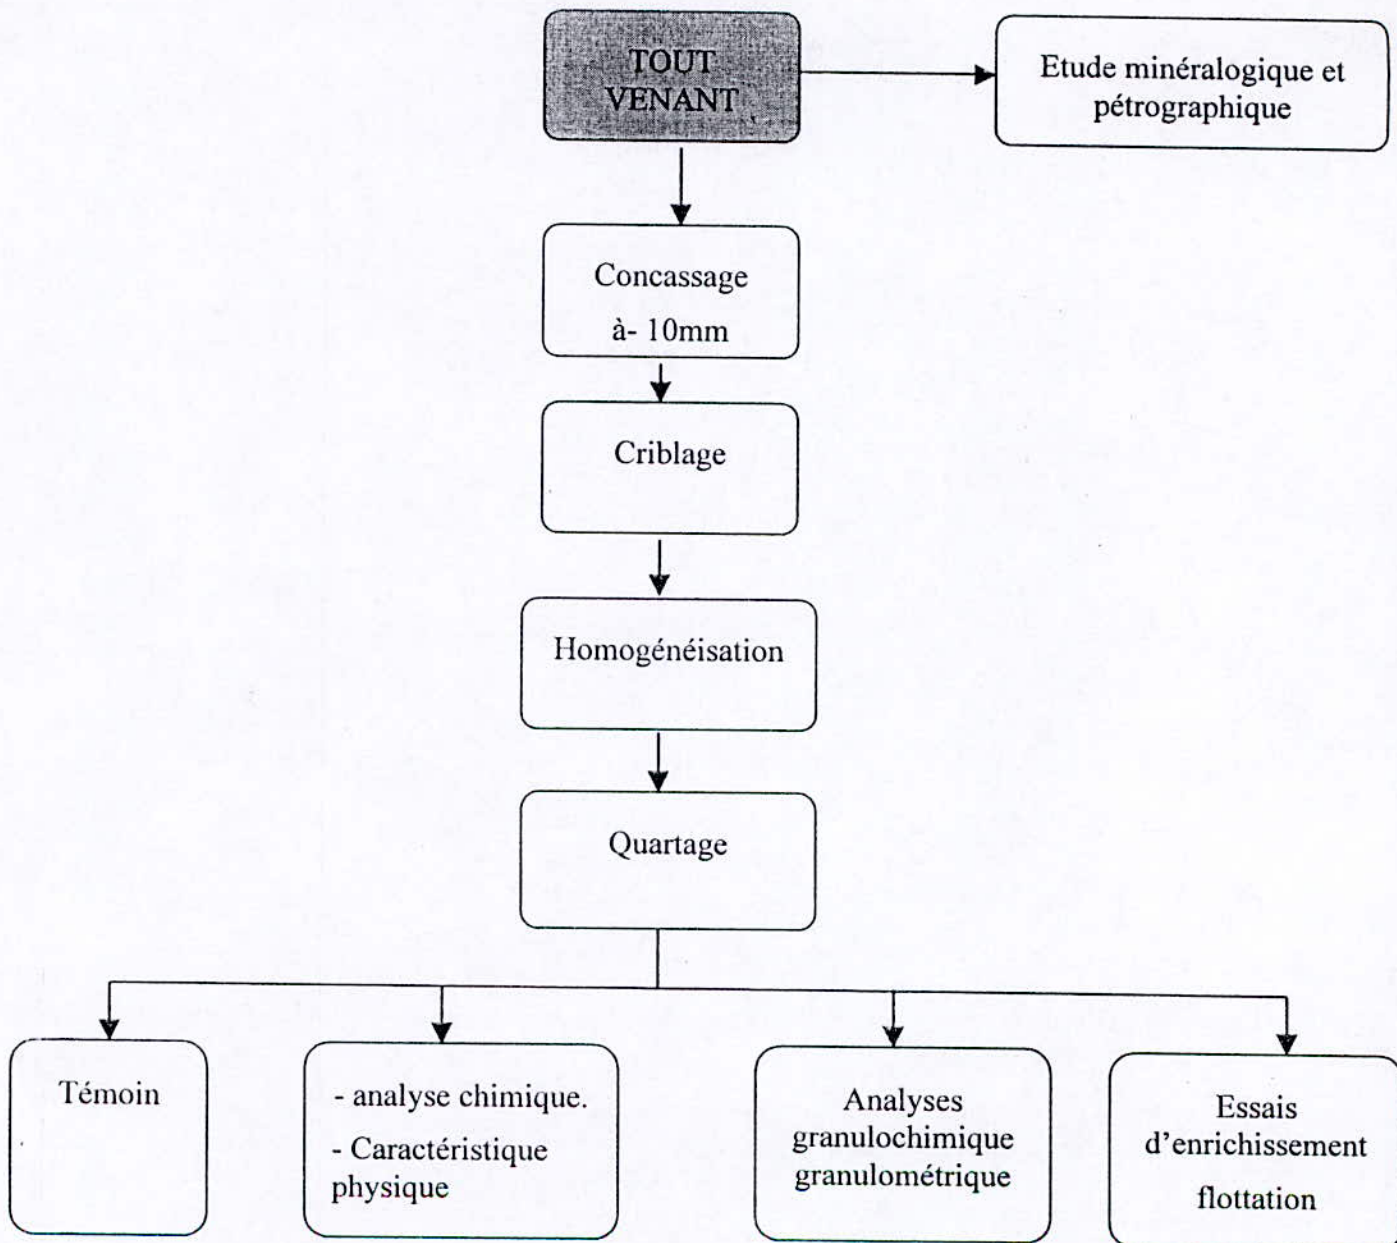 TOUT
VENANT
Etude minéralogique et
pétrographique
Concassage
à- 10mm
Criblage
Homogénéisation
Quartage
Témoin
- analyse chimique.
- Caractéristique
physique
Analyses
granulochimique
granulométrique
Essais
d'enrichissement
flottation